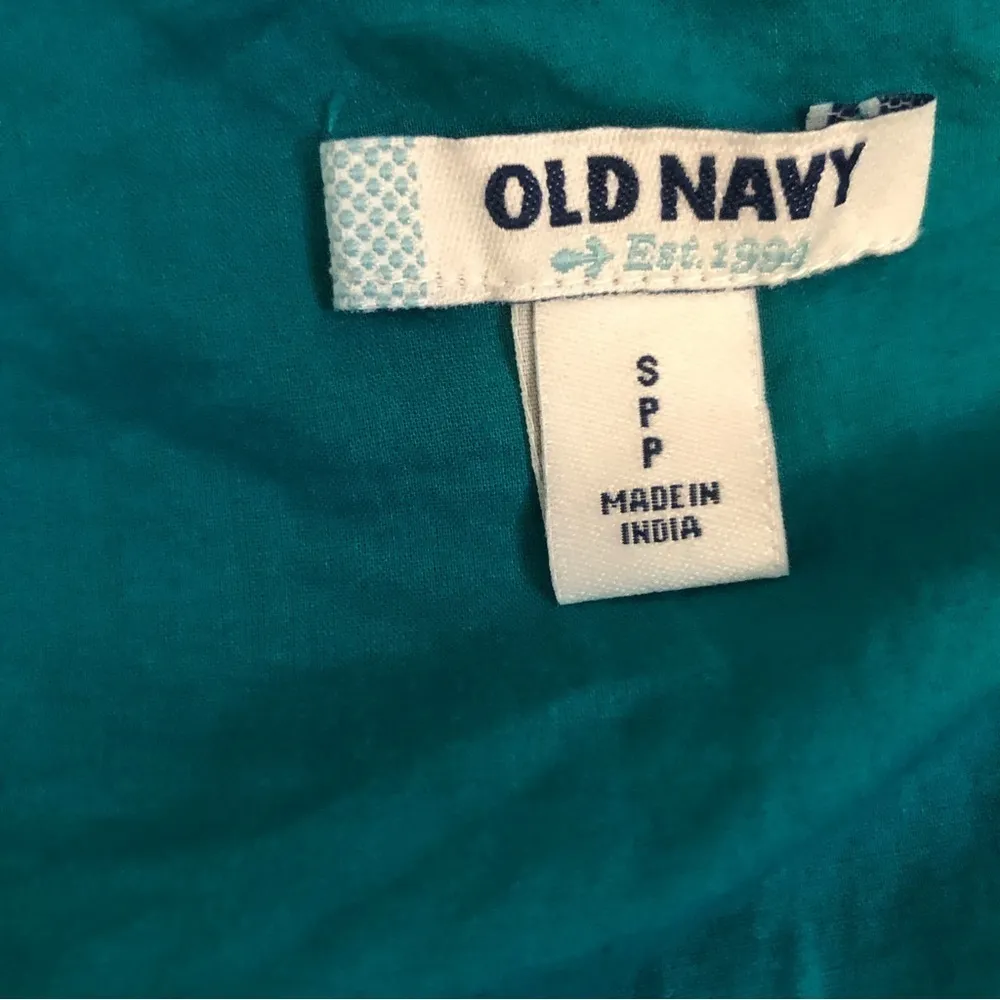 OLD NAVY
Est. 1994
S
P
P
MADE IN
INDIA